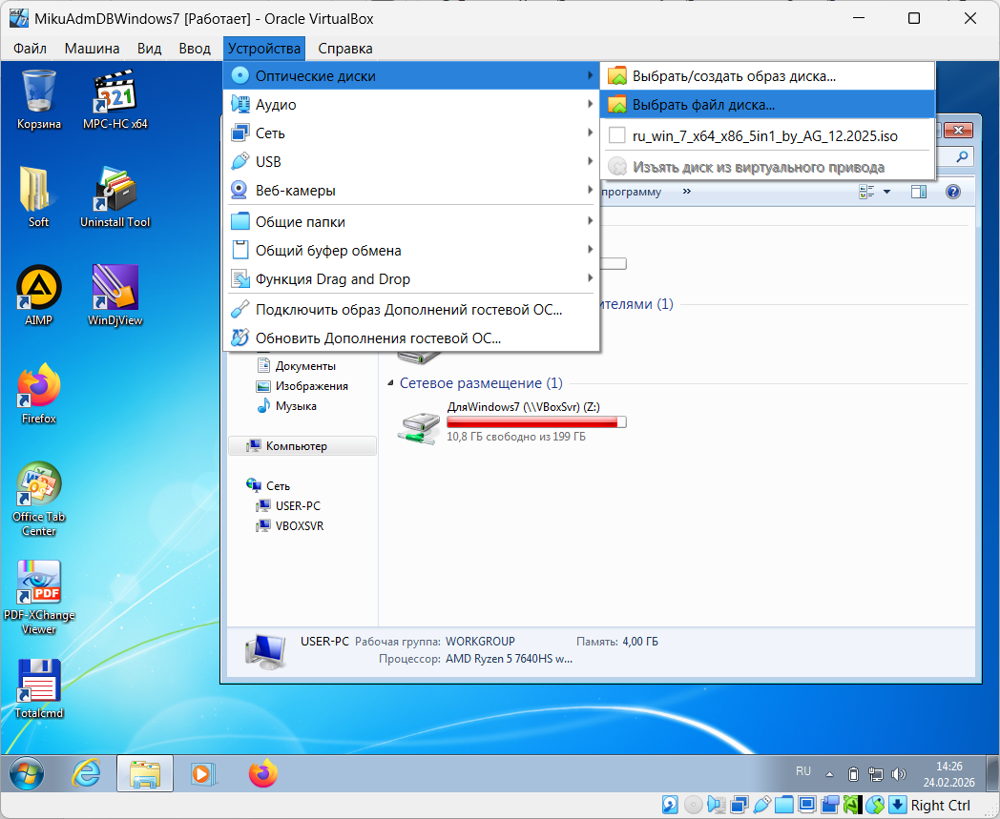 MikuAdmDBWindows7 [Работает] - Oracle VirtualBox
Файл Машина Вид Ввод Устройства Справка
Оптические диски
Аудио
Сеть
USB
Веб-камеры
Общие папки
Общий буфер обмена
Функция Drag and Drop
Подключить образ Дополнений гостевой ОС...
Обновить Дополнения гостевой ОС...
Выбрать/создать образ диска...
Выбрать файл диска...
ru_win_7_x64_x86_5in1_by_AG_12.2025.iso
Изъять диск из виртуального привода
Корзина
MPC-HC x64
Soft
Uninstall Tool
AIMP
WinDjView
Firefox
Office Tab
Center
PDF-XChange
Viewer
Totalcmd
программу »
ителями (1)
Документы
Изображения
Музыка
Компьютер
Сеть
USER-PC
VBOXSVR
Сетевое размещение (1)
ДляWindows7 (\\VBoxSvr) (Z:)
10,8 ГБ свободно из 199 ГБ
USER-PC Рабочая группа: WORKGROUP Память: 4,00 ГБ
Процессор: AMD Ryzen 5 7640HS w...
RU
14:26
24.02.2026
Right Ctrl